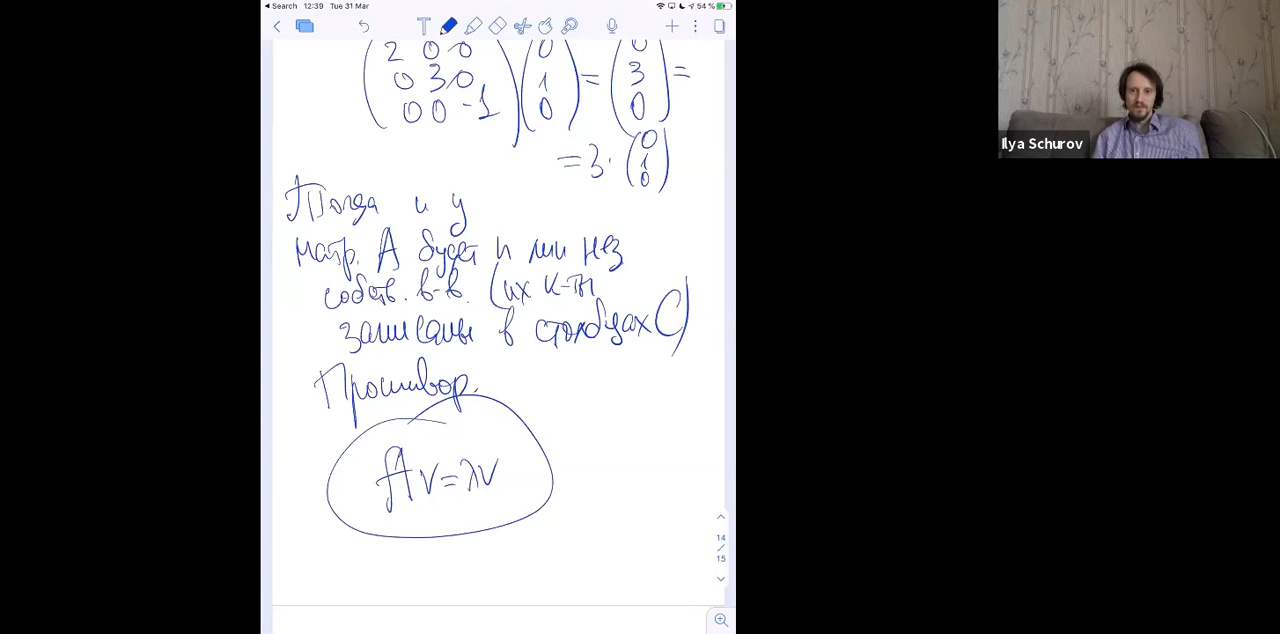 Search 12:39 Tue 31 Mar 54 %
T
2 0 0
0 3 0
0 0 -1
0
1
0
=
0
3
0
=
= 3 ·
0
1
0
Тогда и у
матр. A будет n лин нез
собств. в-в. (их к-ты
записаны в столбцах C)
Противор.
Av = λv
14
/
15
Ilya Schurov